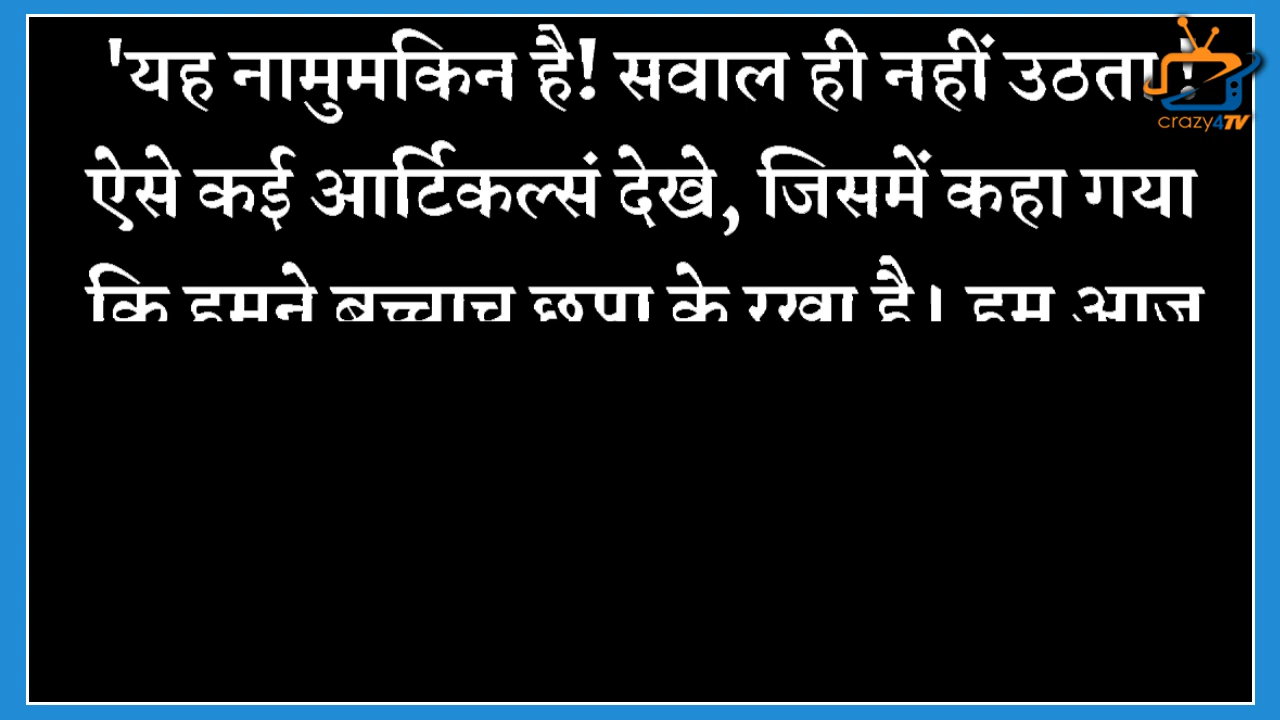 'यह नामुमकिन है! सवाल ही नहीं उठता।
crazy4TV
ऐसे कई आर्टिकल्सं देखे, जिसमें कहा गया
कि हमने के रखा है। हम आज